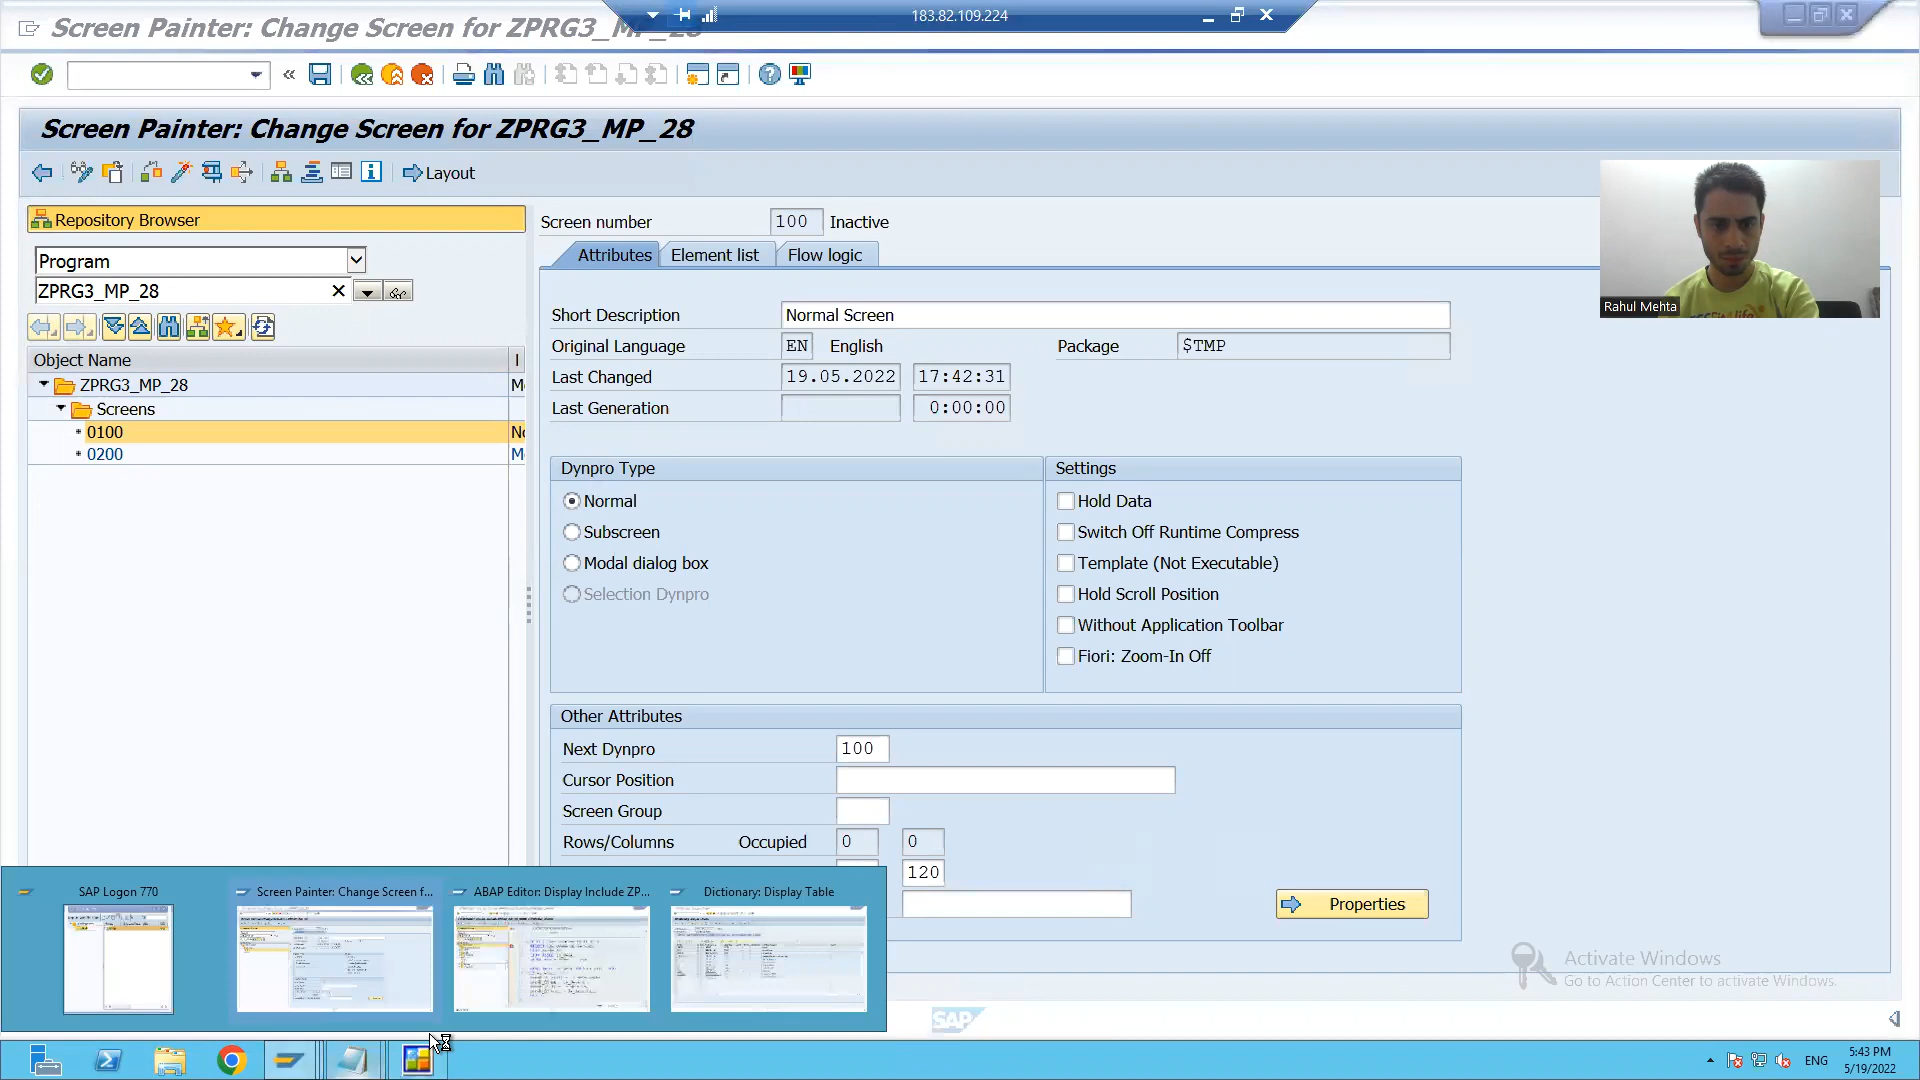 Screen Painter: Change Screen for ZPRG3_MP_28
183.82.109.224
Screen Painter: Change Screen for ZPRG3_MP_28
Layout
Repository Browser
Program
ZPRG3_MP_28
Object Name
ZPRG3_MP_28
Screens
0100
0200
Screen number 100 Inactive
Attributes Element list Flow logic
Short Description Normal Screen
Original Language EN English Package $TMP
Last Changed 19.05.2022 17:42:31
Last Generation 0:00:00
Dynpro Type
Normal
Subscreen
Modal dialog box
Selection Dynpro
Settings
Hold Data
Switch Off Runtime Compress
Template (Not Executable)
Hold Scroll Position
Without Application Toolbar
Fiori: Zoom-In Off
Other Attributes
Next Dynpro 100
Cursor Position
Screen Group
Rows/Columns Occupied 0 0
120
Properties
Rahul Mehta
SAP Logon 770
Screen Painter: Change Screen f...
ABAP Editor: Display Include ZP...
Dictionary: Display Table
Activate Windows
Go to Action Center to activate Windows.
SAP
ENG
5:43 PM
5/19/2022